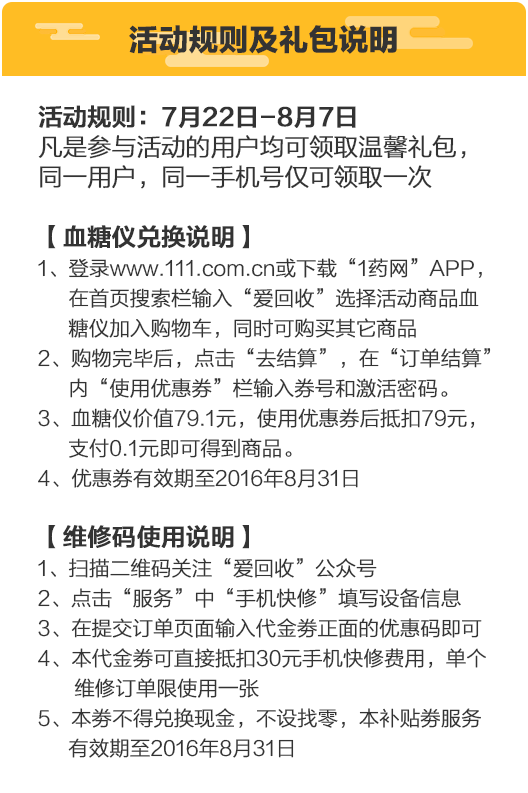 活动规则及礼包说明
活动规则：7月22日-8月7日
凡是参与活动的用户均可领取温馨礼包，
同一用户，同一手机号仅可领取一次
【血糖仪兑换说明】
1、登录www.111.com.cn或下载“1药网”APP，
在首页搜索栏输入“爱回收”选择活动商品血
糖仪加入购物车，同时可购买其它商品
2、购物完毕后，点击“去结算”，在“订单结算”
内“使用优惠券”栏输入券号和激活密码。
3、血糖仪价值79.1元，使用优惠券后抵扣79元，
支付0.1元即可得到商品。
4、优惠券有效期至2016年8月31日
【维修码使用说明】
1、扫描二维码关注“爱回收”公众号
2、点击“服务”中“手机快修”填写设备信息
3、在提交订单页面输入代金券正面的优惠码即可
4、本代金券可直接抵扣30元手机快修费用，单个
维修订单限使用一张
5、本券不得兑换现金，不设找零，本补贴券服务
有效期至2016年8月31日